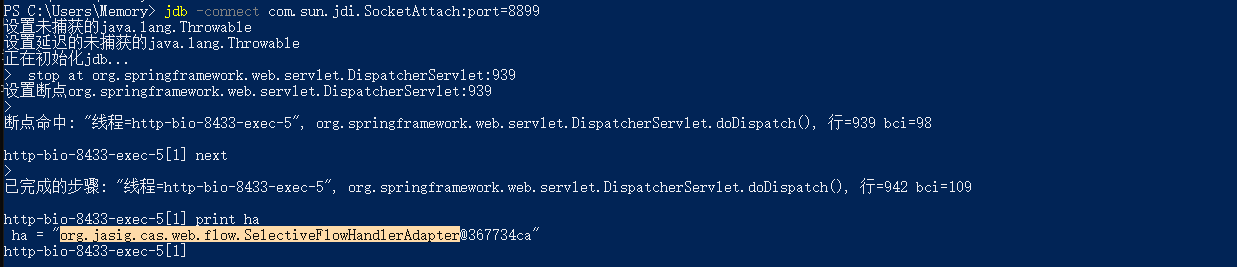 PS C:\Users\Memory> jdb -connect com.sun.jdi.SocketAttach:port=8899
设置未捕获的java.lang.Throwable
设置延迟的未捕获的java.lang.Throwable
正在初始化jdb...
>  stop at org.springframework.web.servlet.DispatcherServlet:939
设置断点org.springframework.web.servlet.DispatcherServlet:939
>
断点命中: "线程=http-bio-8433-exec-5", org.springframework.web.servlet.DispatcherServlet.doDispatch(), 行=939 bci=98
http-bio-8433-exec-5[1] next
>
已完成的步骤: "线程=http-bio-8433-exec-5", org.springframework.web.servlet.DispatcherServlet.doDispatch(), 行=942 bci=109
http-bio-8433-exec-5[1] print ha
 ha = "org.jasig.cas.web.flow.SelectiveFlowHandlerAdapter@367734ca"
http-bio-8433-exec-5[1]